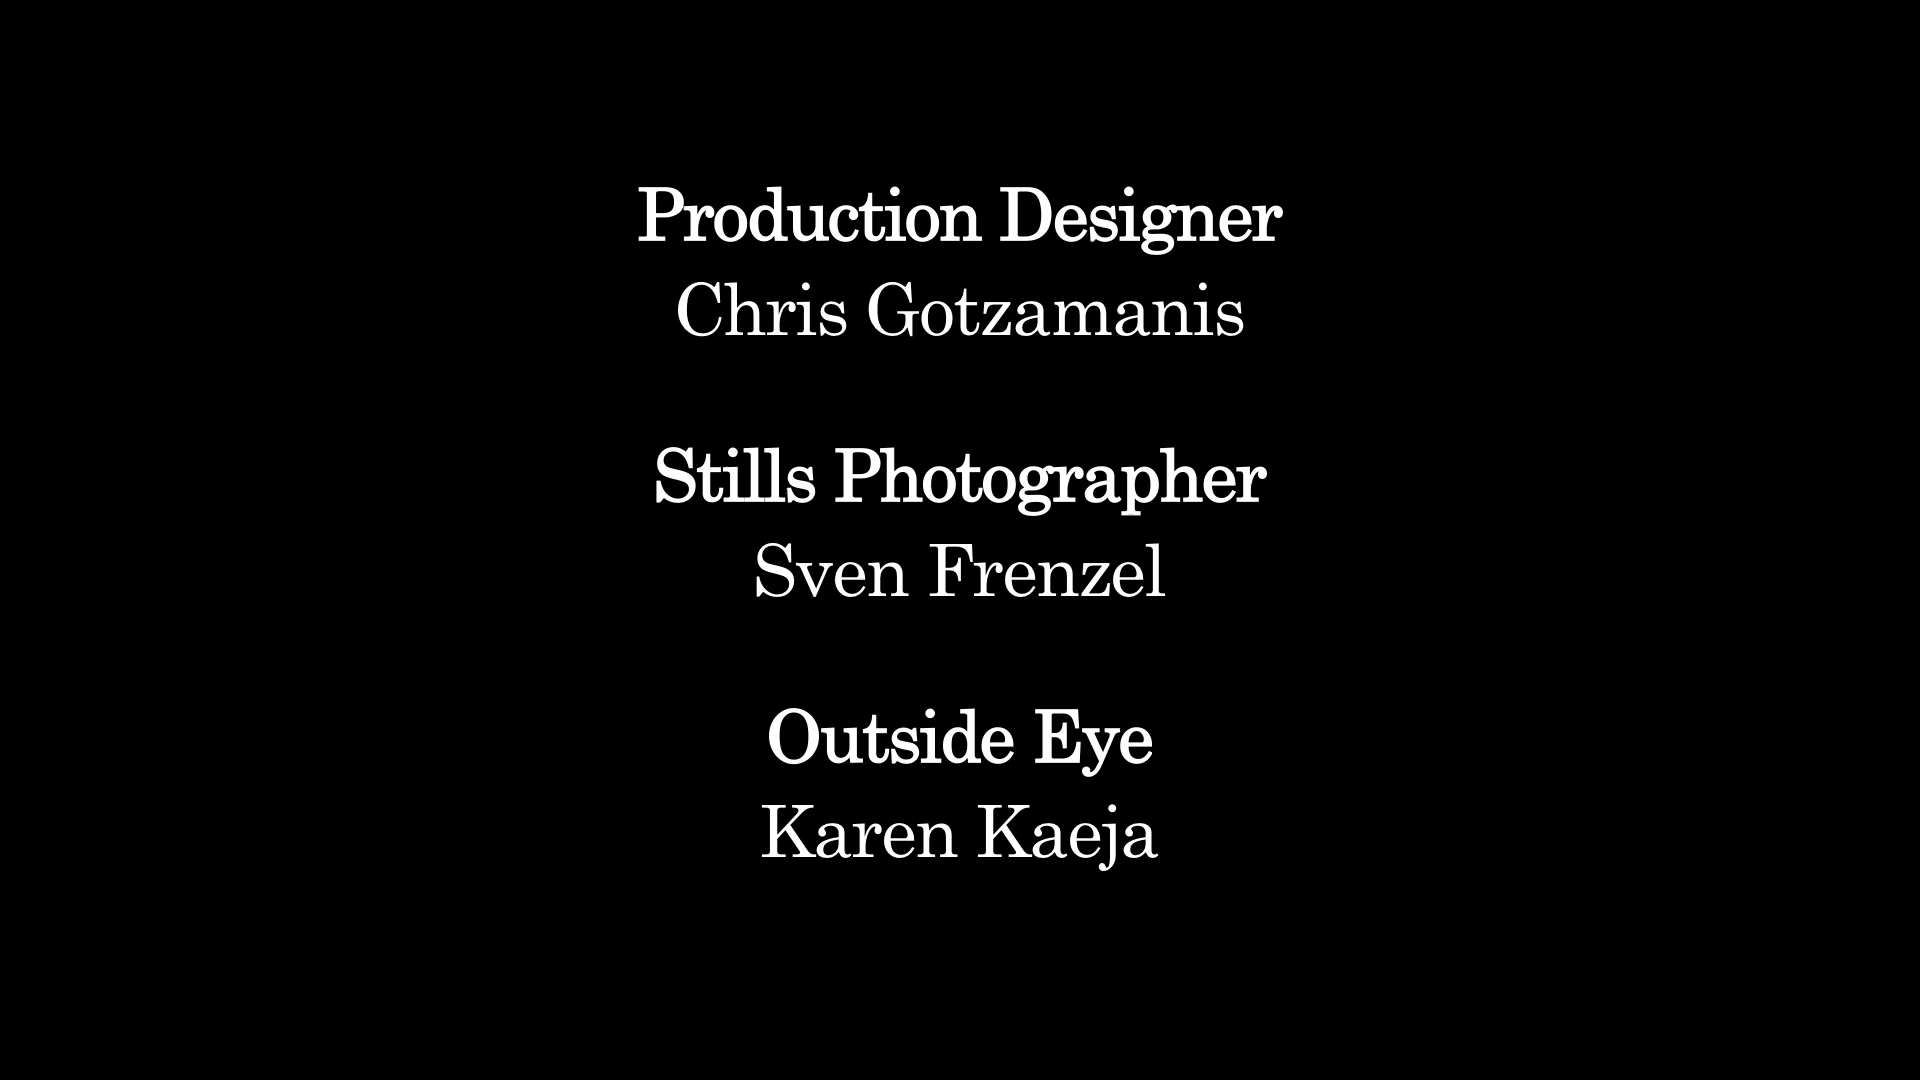 Production Designer
Chris Gotzamanis
Stills Photographer
Sven Frenzel
Outside Eye
Karen Kaeja